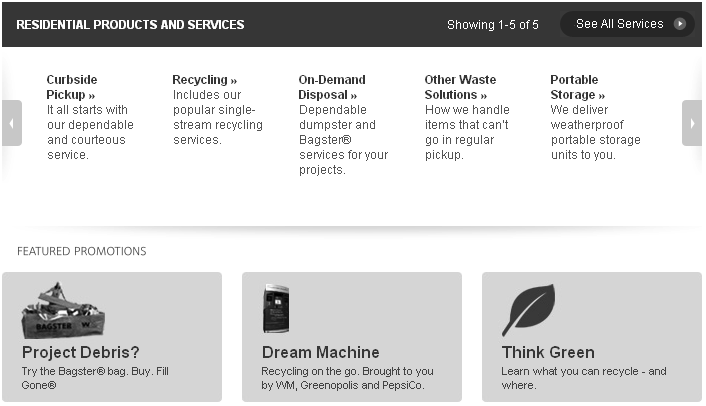 RESIDENTIAL PRODUCTS AND SERVICES
Showing 1-5 of 5
See All Services
Curbside
Pickup »
It all starts with
our dependable
and courteous
service.
Recycling »
Includes our
popular single-
stream recycling
services.
On-Demand
Disposal »
Dependable
dumpster and
Bagster®
services for your
projects.
Other Waste
Solutions »
How we handle
items that can't
go in regular
pickup.
Portable
Storage »
We deliver
weatherproof
portable storage
units to you.
FEATURED PROMOTIONS
BAGSTER W
Project Debris?
Try the Bagster® bag. Buy. Fill
Gone®
Dream Machine
Recycling on the go. Brought to you
by WM, Greenopolis and PepsiCo.
Think Green
Learn what you can recycle - and
where.